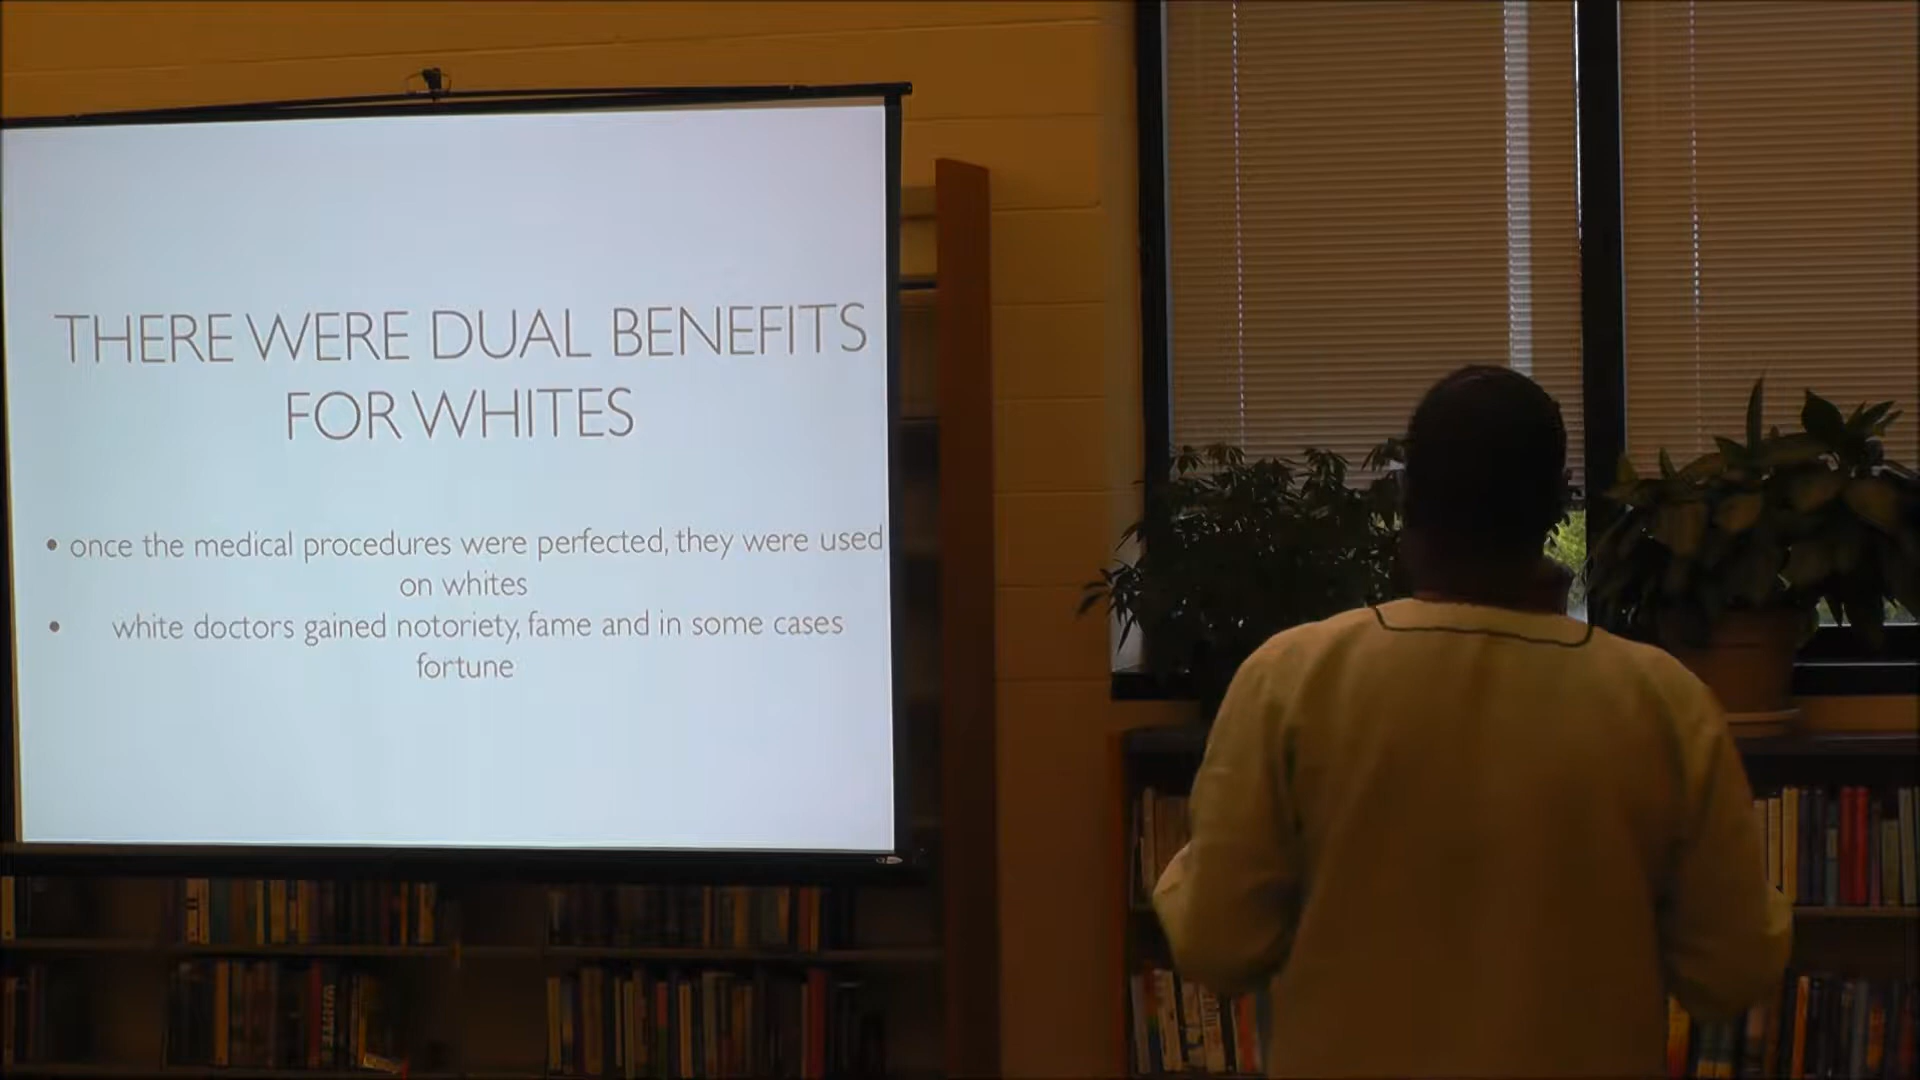 THERE WERE DUAL BENEFITS
FOR WHITES
• once the medical procedures were perfected, they were used
on whites
• white doctors gained notoriety, fame and in some cases
fortune